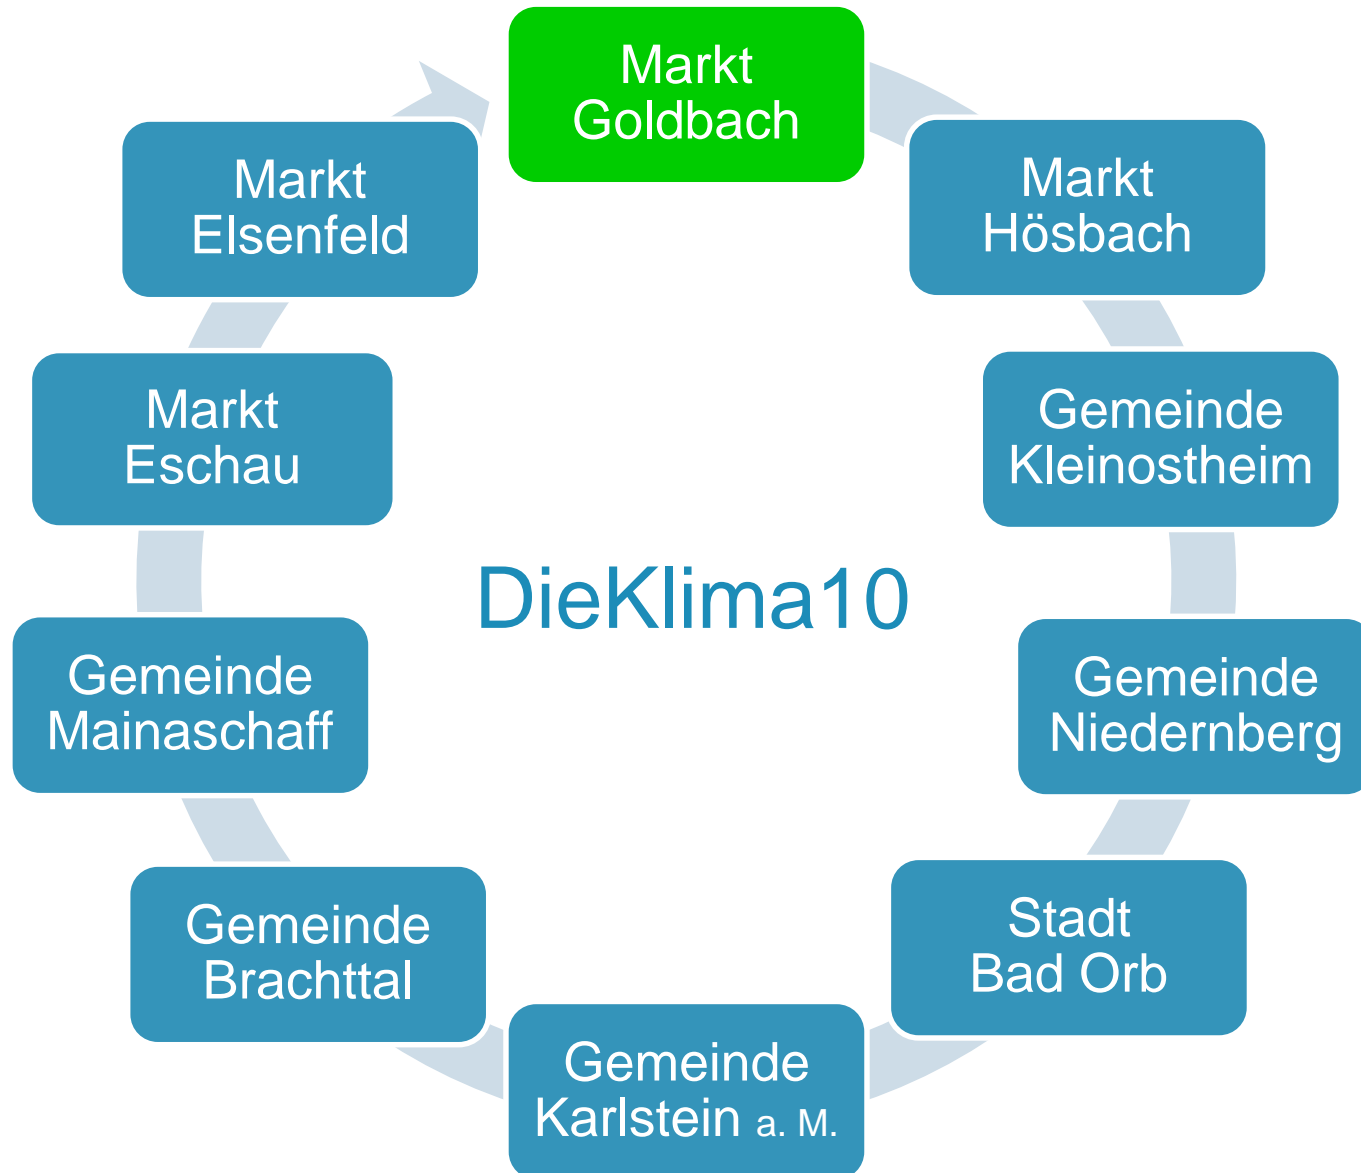 Markt
Goldbach
Markt
Hösbach
Gemeinde
Kleinostheim
Gemeinde
Niedernberg
Stadt
Bad Orb
Gemeinde
Karlstein a. M.
Gemeinde
Brachttal
Gemeinde
Mainaschaff
Markt
Eschau
Markt
Elsenfeld
DieKlima10